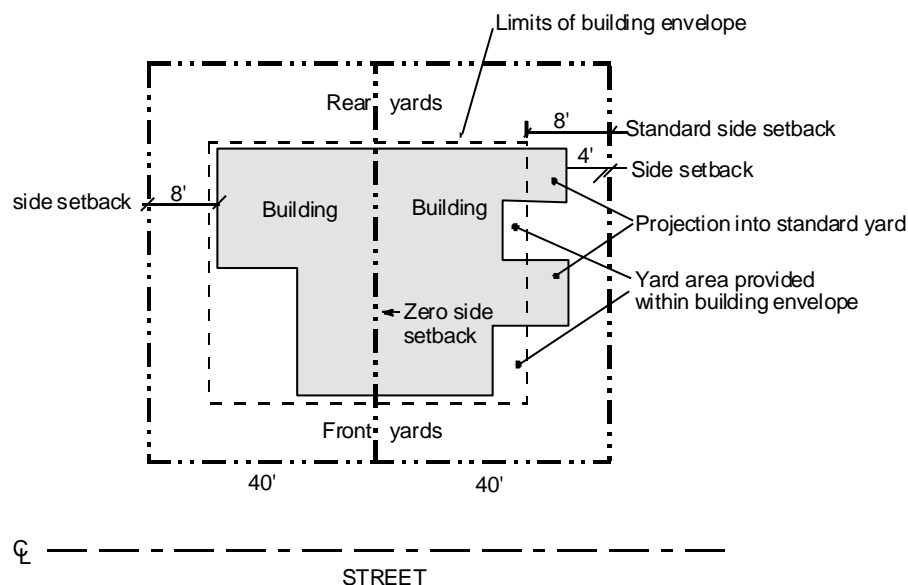 Limits of building envelope
Rear yards
8'
Standard side setback
4'
Side setback
side setback
8'
Building
Building
Projection into standard yard
Yard area provided
within building envelope
Zero side
setback
Front yards
40'
40'
℄
STREET